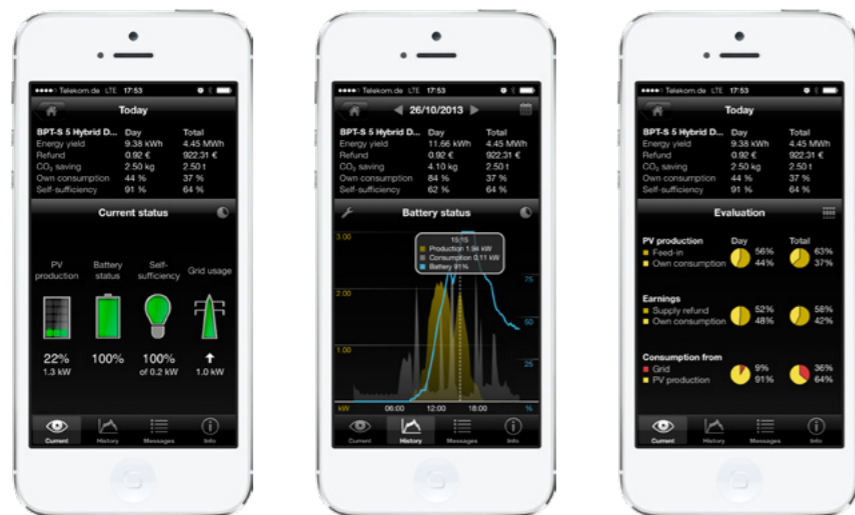 Telekom.de LTE 17:53
Today
BPT-S 5 Hybrid D... Day Total
Energy yield 9.38 kWh 4.45 MWh
Refund 0.92 € 922.31 €
CO₂ saving 2.50 kg 2.50 t
Own consumption 44 % 37 %
Self-sufficiency 91 % 64 %
Current status
PV production
Battery status
Self-sufficiency
Grid usage
22%
1.3 kW
100%
100%
of 0.2 kW
1.0 kW
Current History Messages Info
Telekom.de LTE 17:53
26/10/2013
BPT-S 5 Hybrid D... Day Total
Energy yield 11.66 kWh 4.45 MWh
Refund 0.92 € 922.31 €
CO₂ saving 4.10 kg 2.50 t
Own consumption 84 % 37 %
Self-sufficiency 62 % 64 %
Battery status
3.00
15:15
Production 1.94 kW
Consumption 0.11 kW
Battery 91%
75
2.00
50
1.00
25
kW 06:00 12:00 18:00 %
Current History Messages Info
Telekom.de LTE 17:53
Today
BPT-S 5 Hybrid D... Day Total
Energy yield 9.38 kWh 4.45 MWh
Refund 0.92 € 922.31 €
CO₂ saving 2.50 kg 2.50 t
Own consumption 44 % 37 %
Self-sufficiency 91 % 64 %
Evaluation
PV production Day Total
Feed-in 56% 63%
Own consumption 44% 37%
Earnings
Supply refund 52% 58%
Own consumption 48% 42%
Consumption from
Grid 9% 36%
PV production 91% 64%
Current History Messages Info